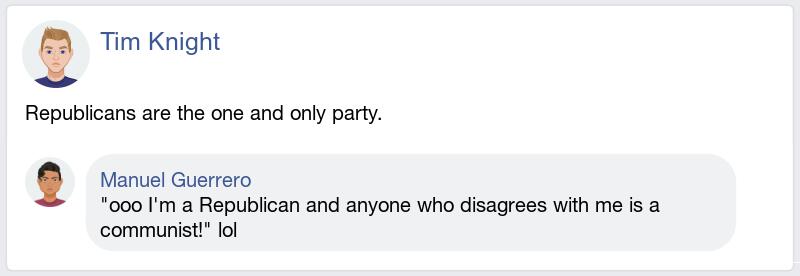 Tim Knight
Republicans are the one and only party.
Manuel Guerrero
"ooo I'm a Republican and anyone who disagrees with me is a
communist!" lol